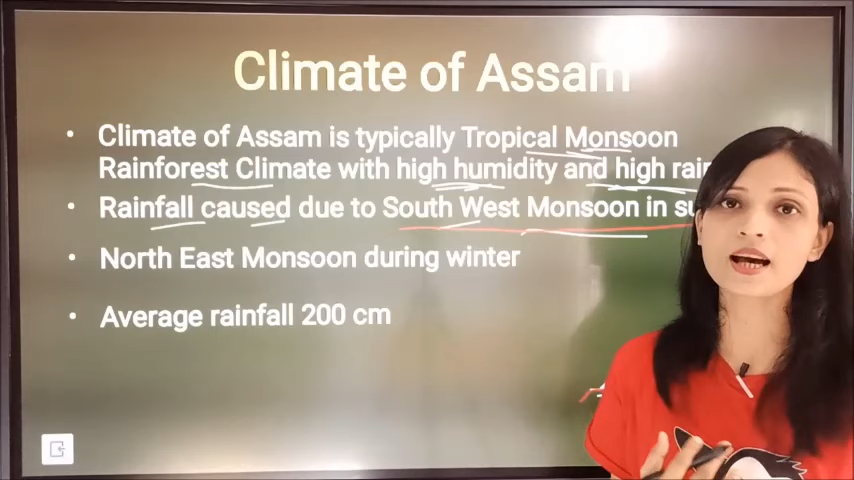 Climate of Assam
• Climate of Assam is typically Tropical Monsoon
Rainforest Climate with high humidity and high
• Rainfall caused due to South West Monsoon in
• North East Monsoon during winter
• Average rainfall 200 cm